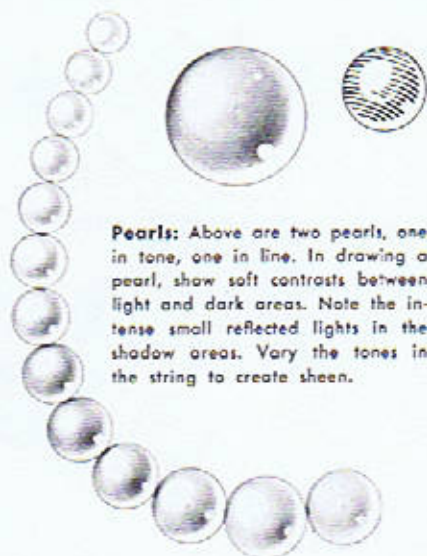 Pearls: Above are two pearls, one
in tone, one in line. In drawing a
pearl, show soft contrasts between
light and dark areas. Note the in-
tense small reflected lights in the
shadow areas. Vary the tones in
the string to create sheen.